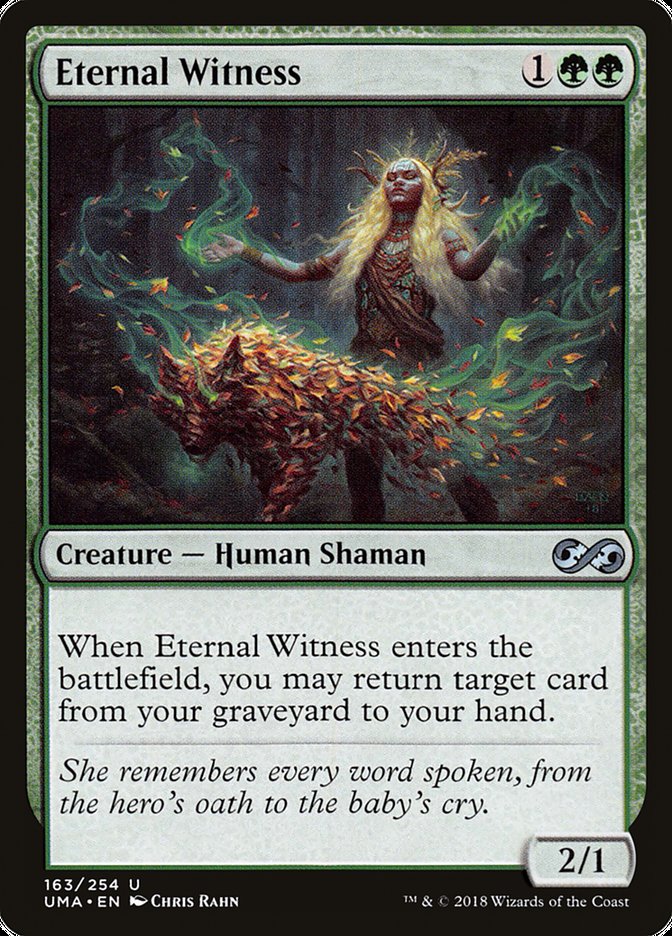 Eternal Witness 1
Creature — Human Shaman
When Eternal Witness enters the
battlefield, you may return target card
from your graveyard to your hand.
She remembers every word spoken, from
the hero's oath to the baby's cry.
2/1
163/254 U
UMA • EN Chris Rahn
™ & © 2018 Wizards of the Coast